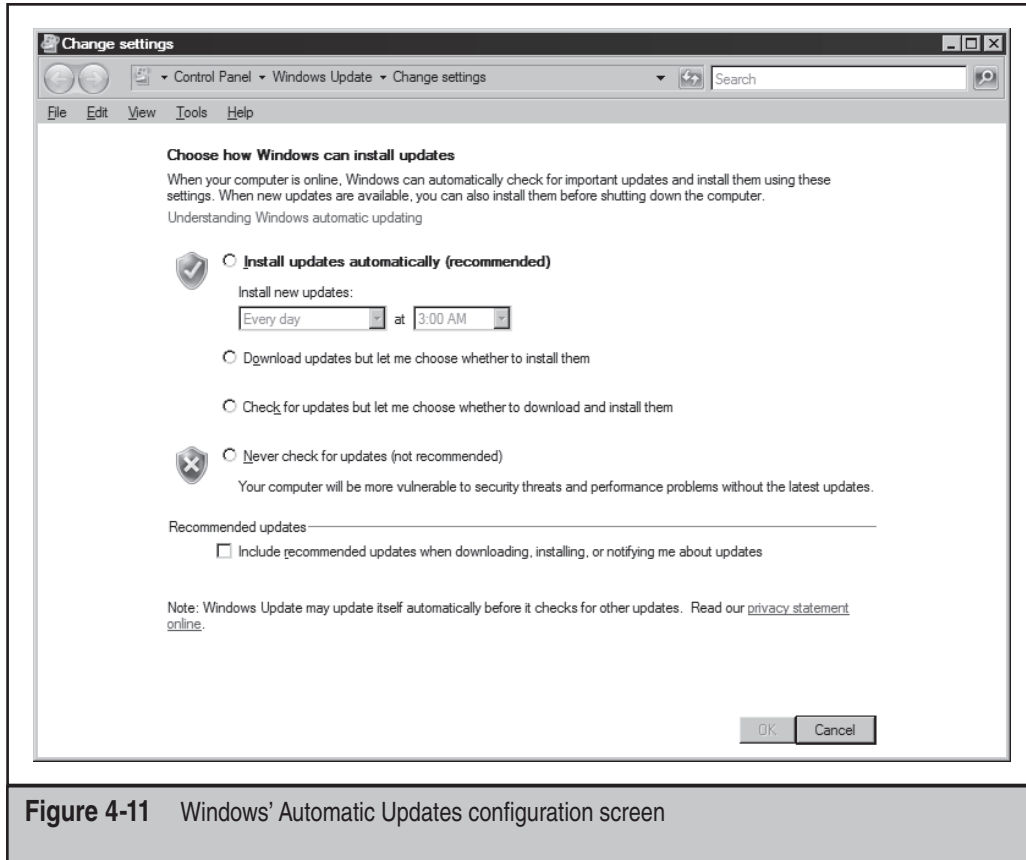 Change settings
Control Panel Windows Update Change settings
Search
File Edit View Tools Help
Choose how Windows can install updates
When your computer is online, Windows can automatically check for important updates and install them using these
settings. When new updates are available, you can also install them before shutting down the computer.
Understanding Windows automatic updating
Install updates automatically (recommended)
Install new updates:
Every day at 3:00 AM
Download updates but let me choose whether to install them
Check for updates but let me choose whether to download and install them
Never check for updates (not recommended)
Your computer will be more vulnerable to security threats and performance problems without the latest updates.
Recommended updates
Include recommended updates when downloading, installing, or notifying me about updates
Note: Windows Update may update itself automatically before it checks for other updates. Read our privacy statement
online.
OK Cancel
Figure 4-11 Windows’ Automatic Updates configuration screen